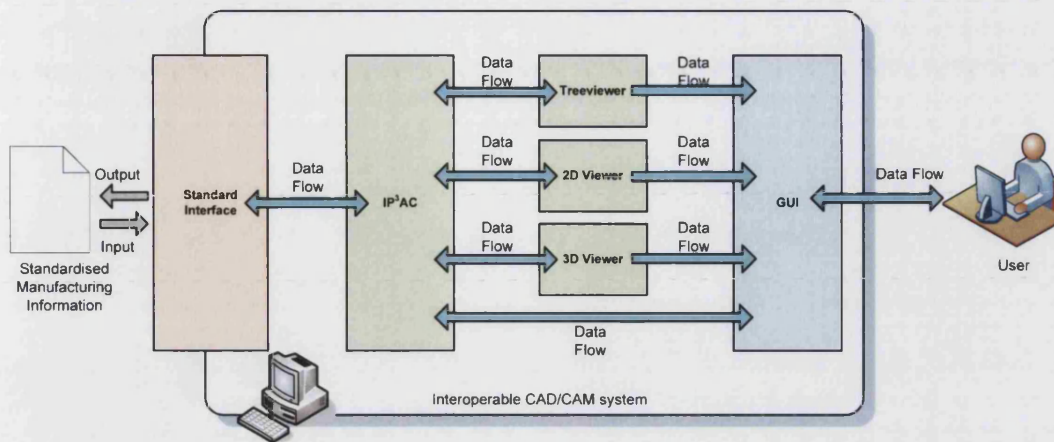 Data
Flow
Treeviewer
Data
Flow
Output
Input
Standardised
Manufacturing
Information
Standard
Interface
Data
Flow
IP³AC
Data
Flow
2D Viewer
Data
Flow
GUI
Data Flow
User
Data
Flow
3D Viewer
Data
Flow
Data
Flow
Interoperable CAD/CAM system